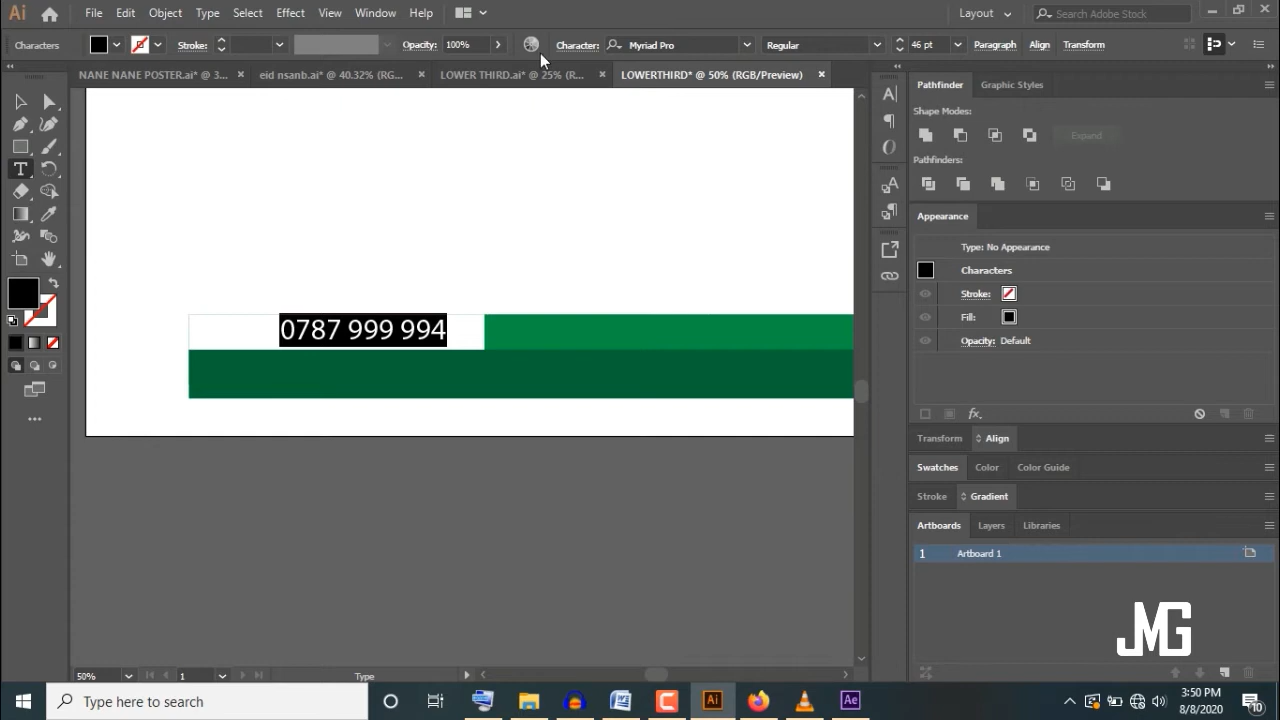 Ai File Edit Object Type Select Effect View Window Help Layout Search Adobe Stock
Characters Stroke: Opacity: 100% Character: Myriad Pro Regular 46 pt Paragraph Align Transform
NANE NANE POSTER.ai* @ 3... eid nsanb.ai* @ 40.32% (RG... LOWER THIRD.ai* @ 25% (R... LOWERTHIRD* @ 50% (RGB/Preview)
Pathfinder Graphic Styles
Shape Modes:
Expand
Pathfinders:
Appearance
Type: No Appearance
Characters
Stroke:
Fill:
Opacity: Default
0787 999 994
Transform Align
Swatches Color Color Guide
Stroke Gradient
Artboards Layers Libraries
1 Artboard 1
JMG
50% 1 Type
Type here to search
Ai Ae
3:50 PM
8/8/2020
10